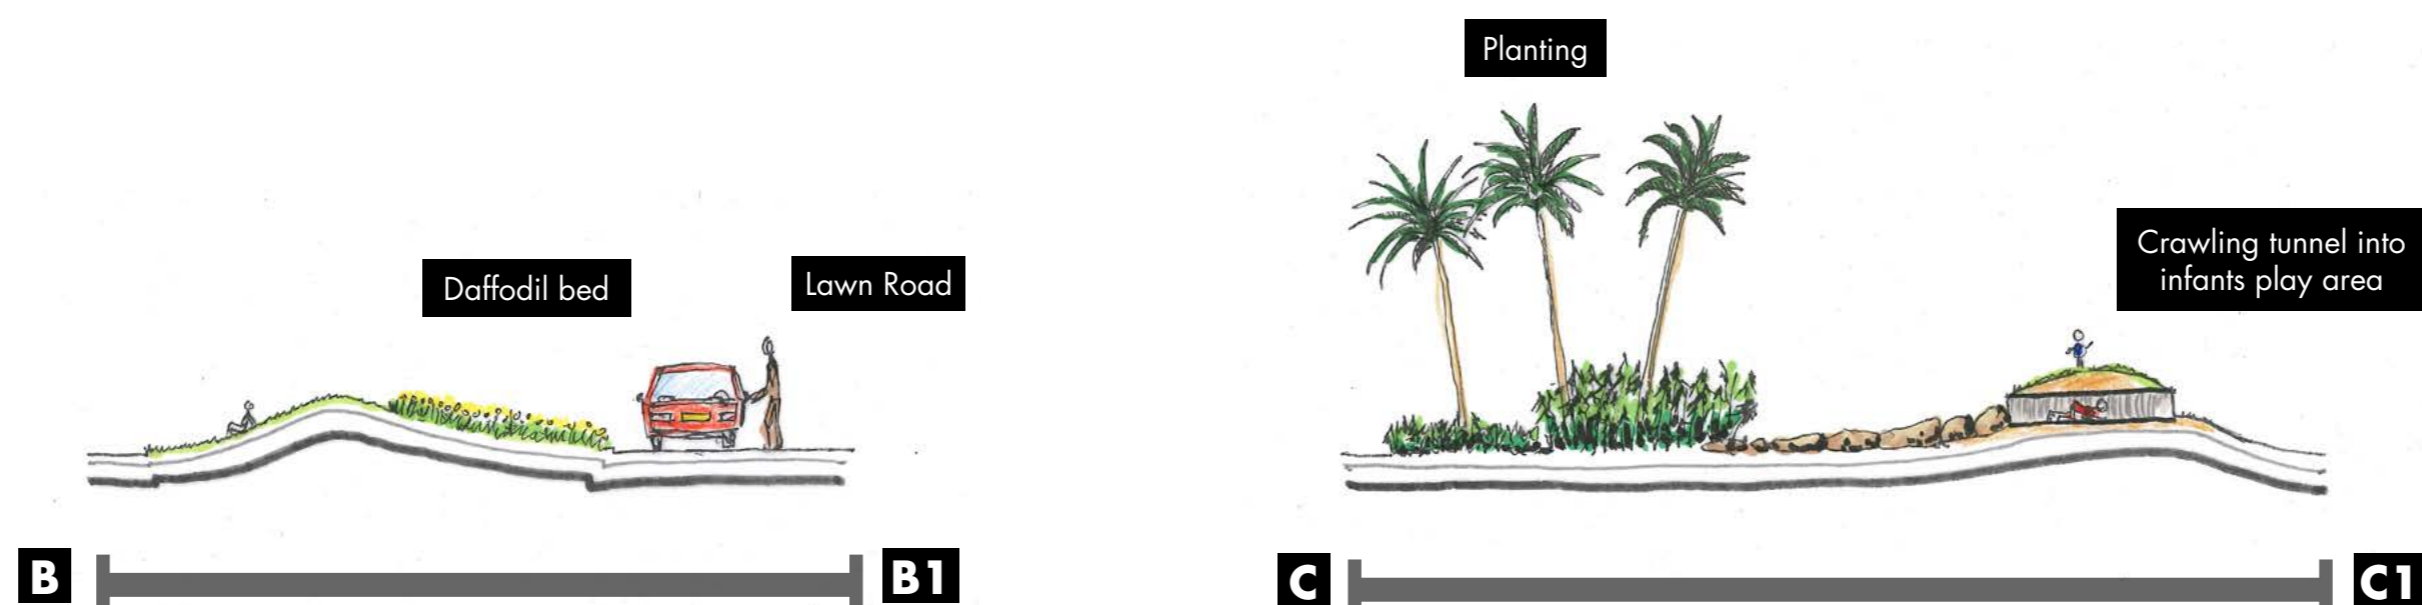 Daffodil bed
Lawn Road
B
B1
Planting
Crawling tunnel into
infants play area
C
C1